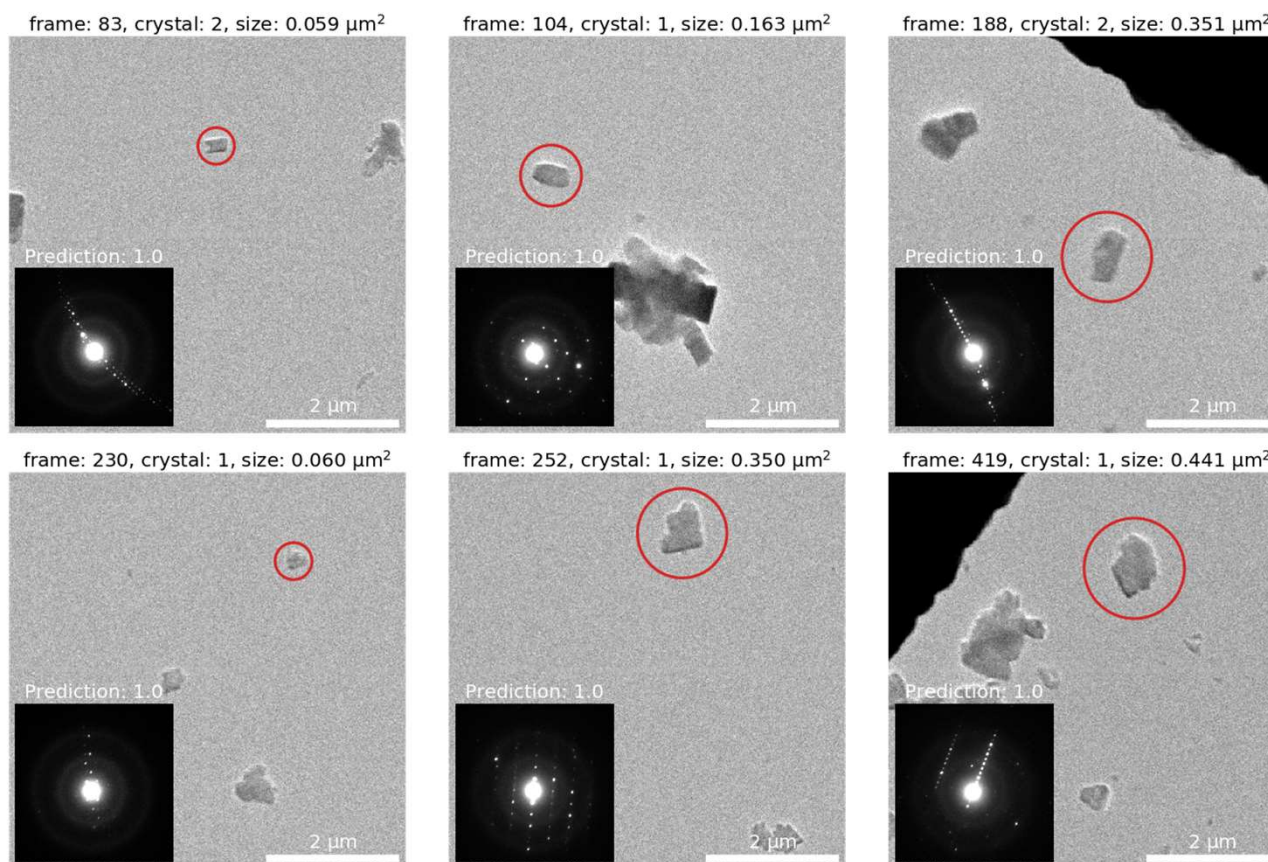 frame: 83, crystal: 2, size: 0.059 μm²
Prediction: 1.0
2 μm
frame: 104, crystal: 1, size: 0.163 μm²
Prediction: 1.0
2 μm
frame: 188, crystal: 2, size: 0.351 μm²
Prediction: 1.0
2 μm
frame: 230, crystal: 1, size: 0.060 μm²
Prediction: 1.0
2 μm
frame: 252, crystal: 1, size: 0.350 μm²
Prediction: 1.0
2 μm
frame: 419, crystal: 1, size: 0.441 μm²
Prediction: 1.0
2 μm